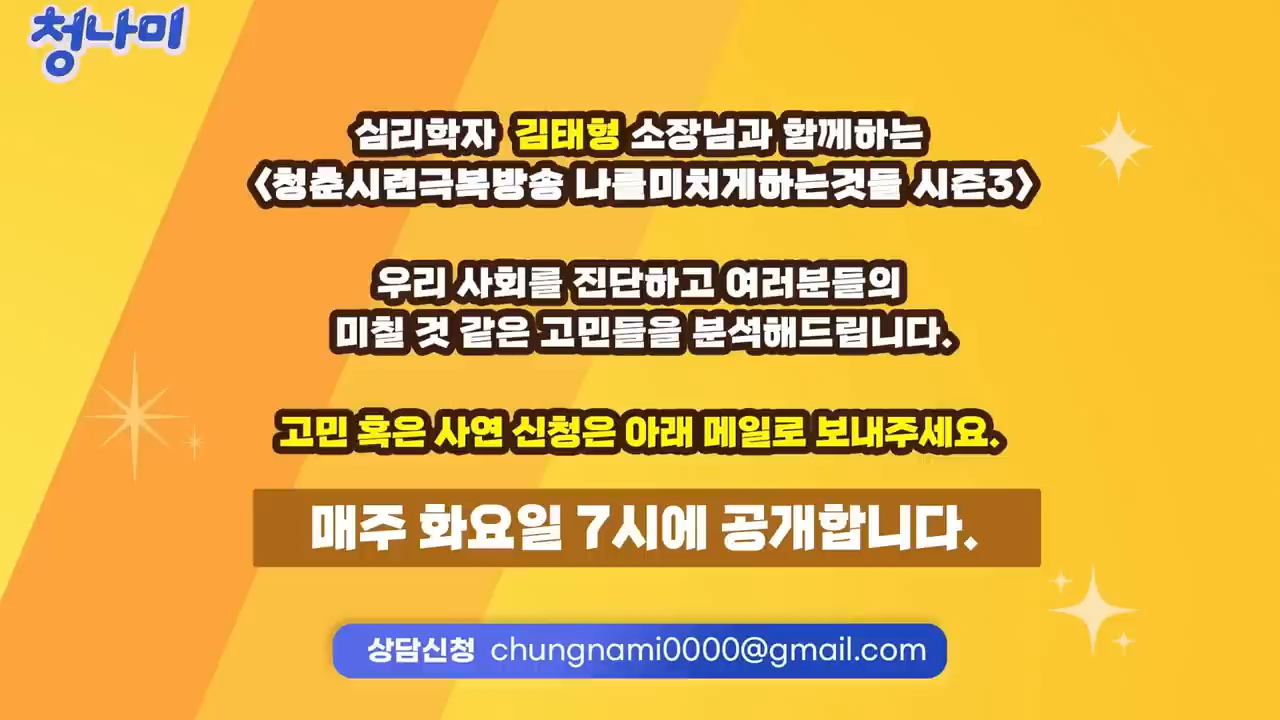 청나미
심리학자 김태형 소장님과 함께하는
<청춘시련극복방송 나를미치게하는것들 시즌3>
우리 사회를 진단하고 여러분들의
미칠 것 같은 고민들을 분석해드립니다.
고민 혹은 사연 신청은 아래 메일로 보내주세요.
매주 화요일 7시에 공개합니다.
상담신청 chungnami0000@gmail.com